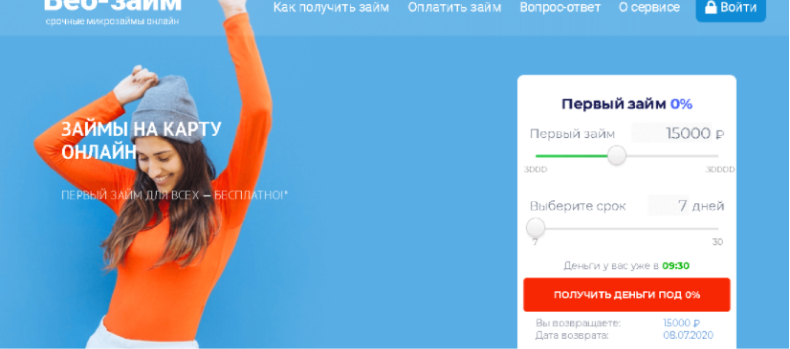 Веб-займ
срочные микрозаймы онлайн
Как получить займ Оплатить займ Вопрос-ответ О сервисе Войти
ЗАЙМЫ НА КАРТУ
ОНЛАЙН
ПЕРВЫЙ ЗАЙМ ДЛЯ ВСЕХ — БЕСПЛАТНО!*
Первый займ 0%
Первый займ 15000 ₽
3000 30000
Выберите срок 7 дней
7 30
Деньги у вас уже в 09:30
ПОЛУЧИТЬ ДЕНЬГИ ПОД 0%
Вы возвращаете: 15000 ₽
Дата возврата: 08.07.2020